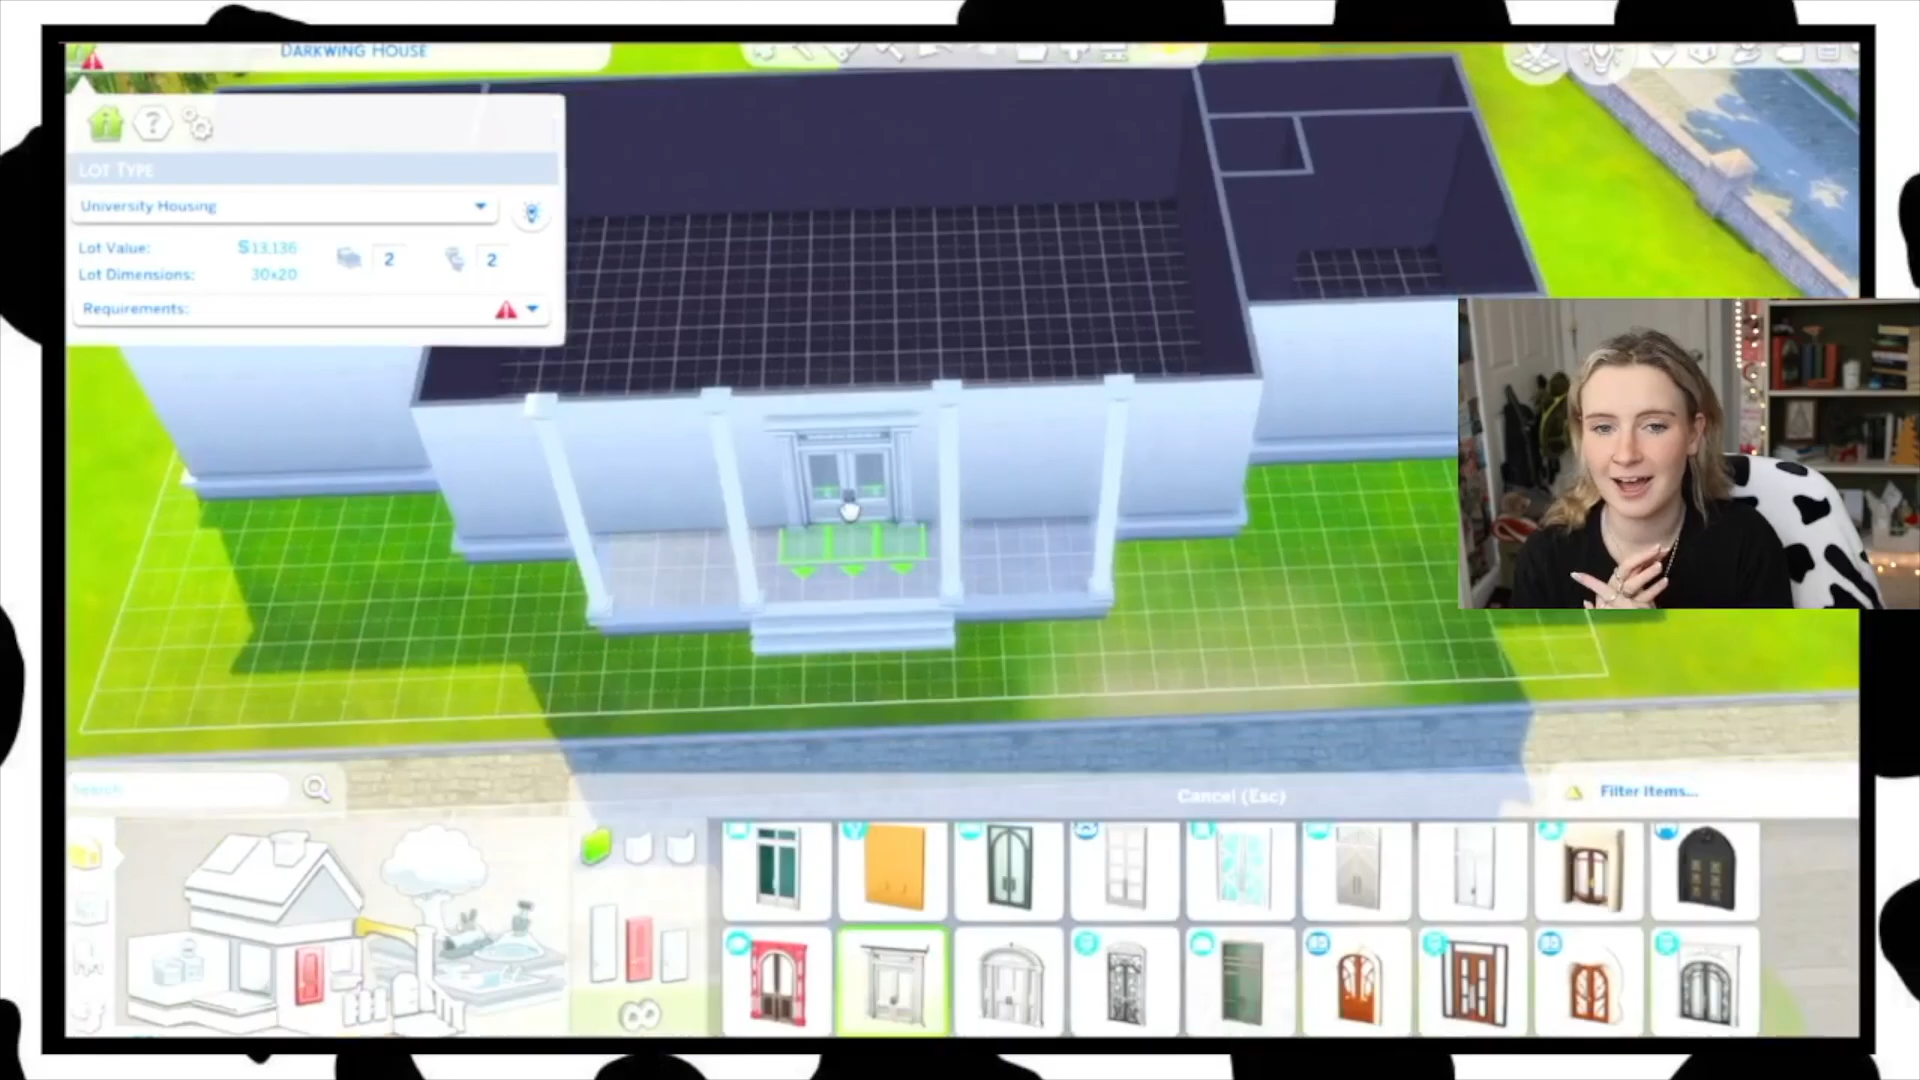 DARKWING HOUSE
LOT TYPE
University Housing
Lot Value: §13,136
2
2
Lot Dimensions: 30x20
Requirements:
Search
Cancel (Esc)
Filter Items...